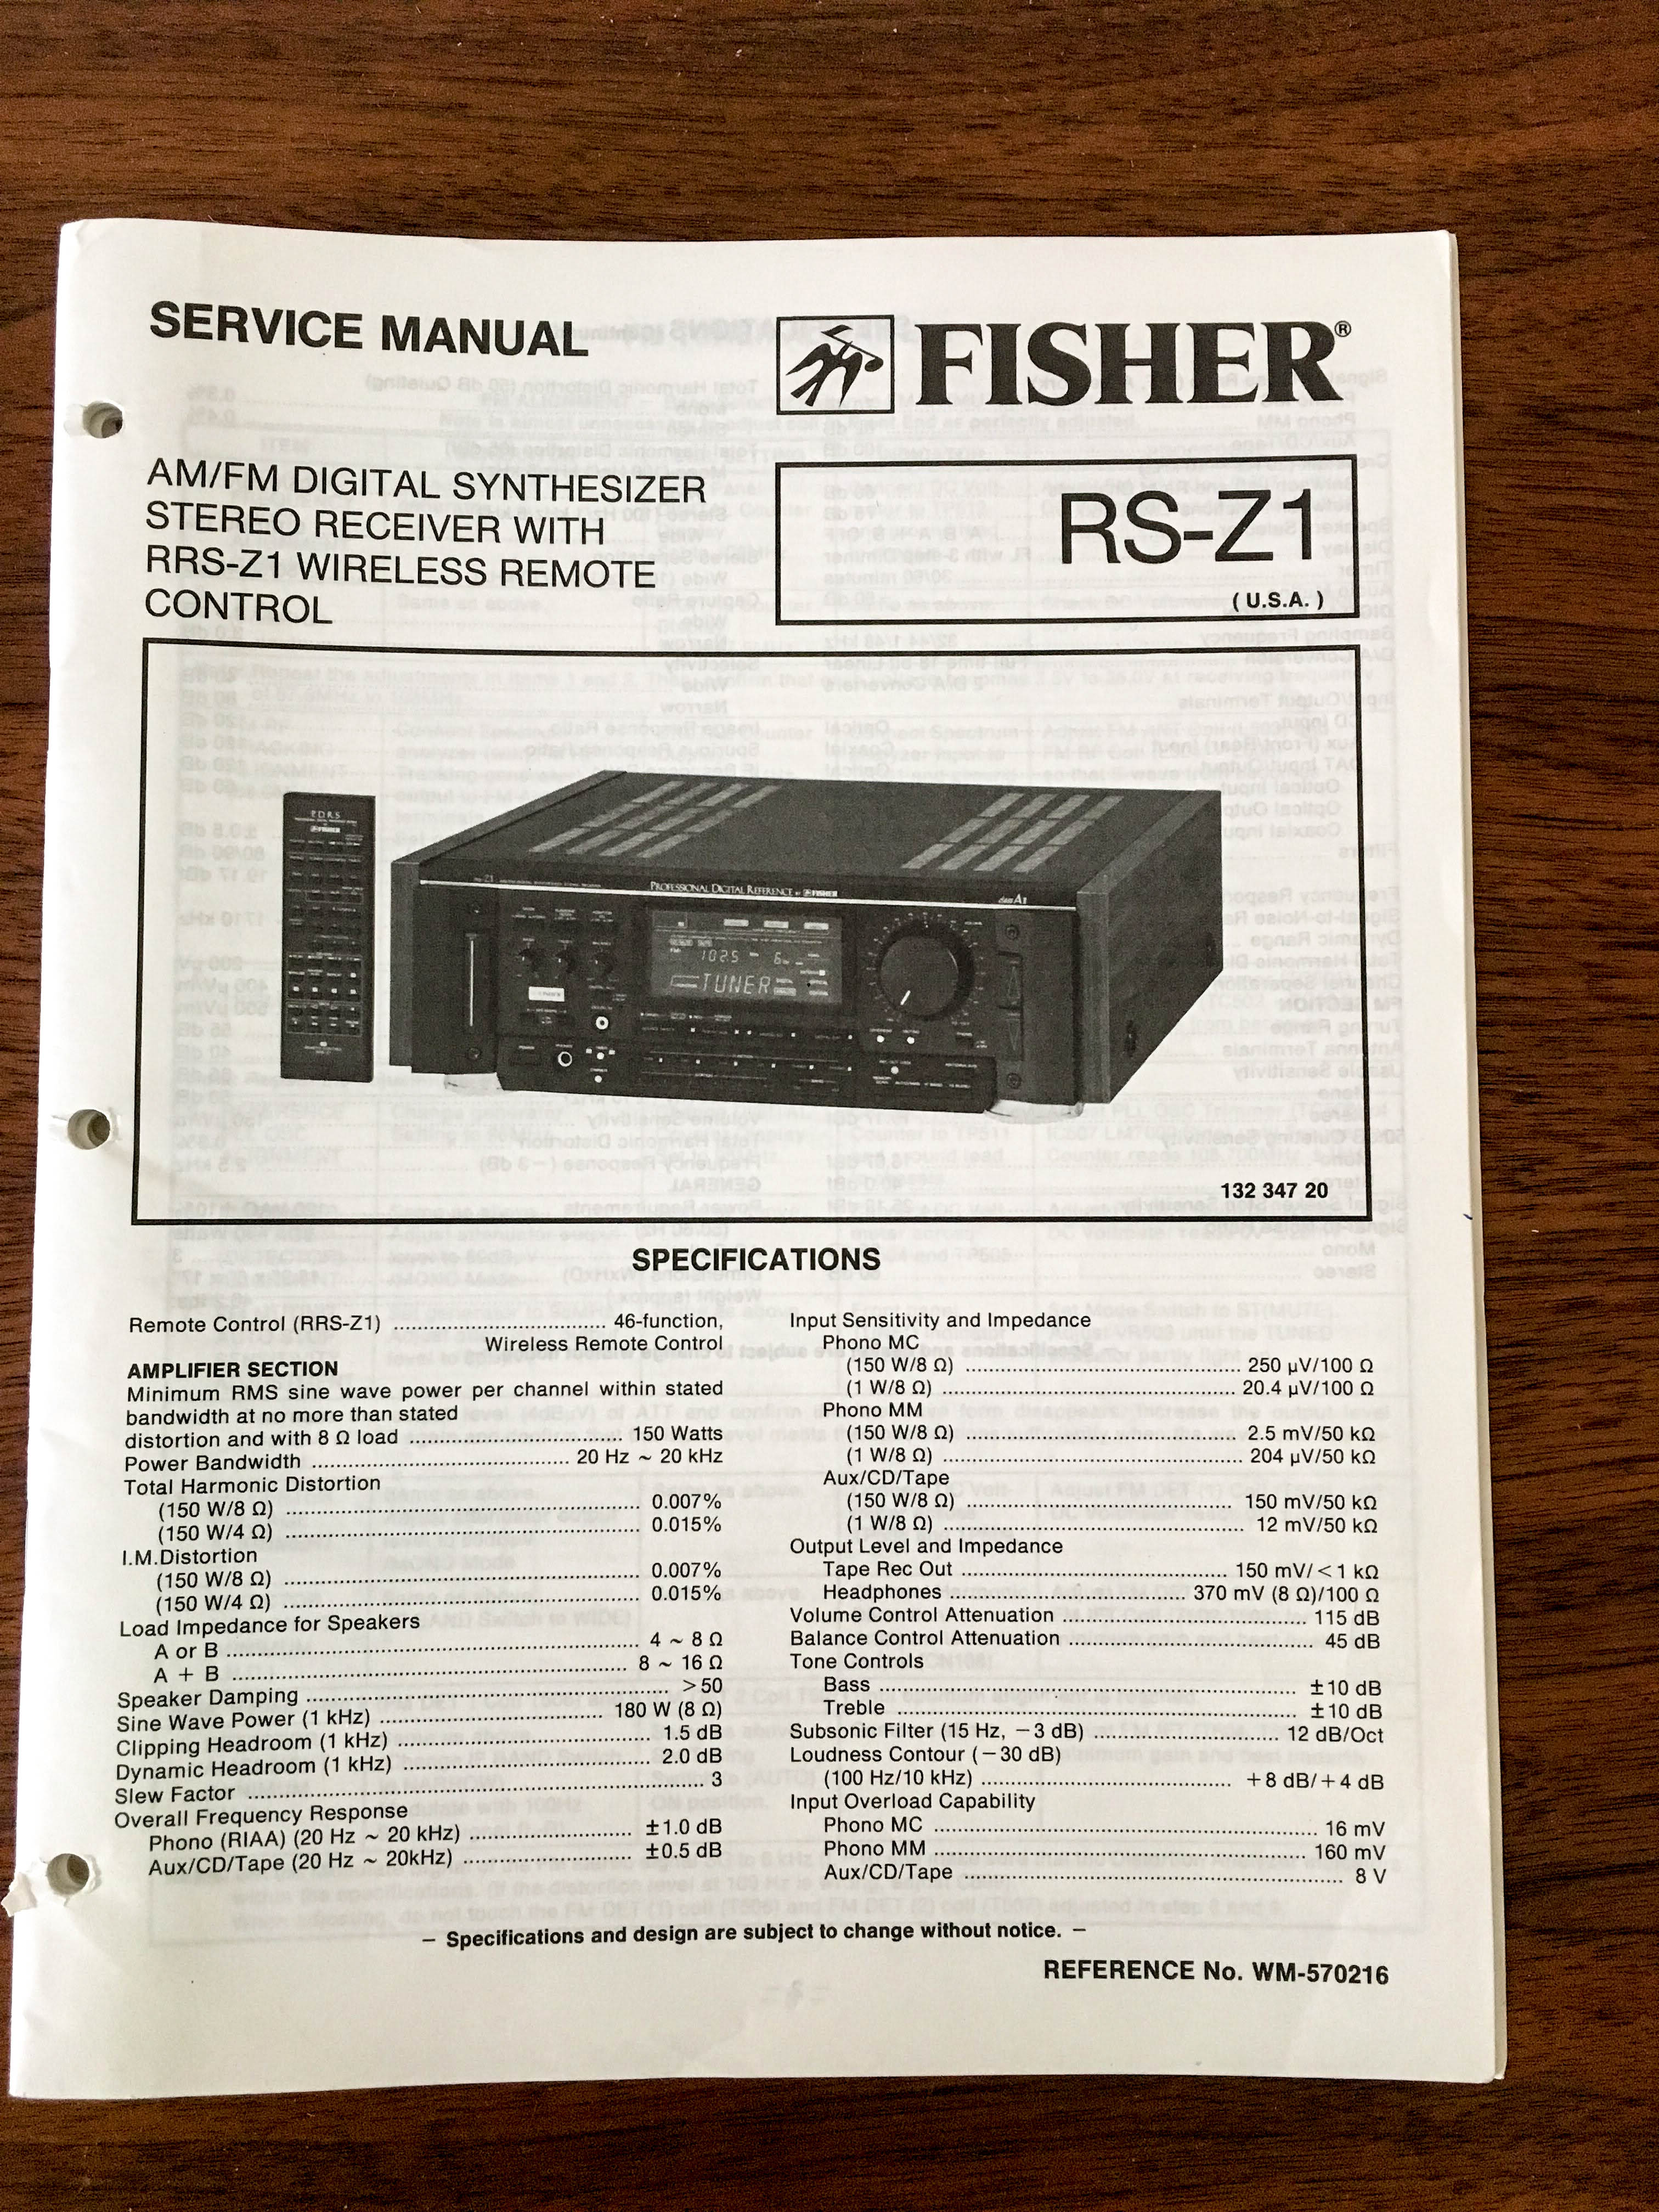 SERVICE MANUAL
FISHER®
AM/FM DIGITAL SYNTHESIZER
STEREO RECEIVER WITH
RRS-Z1 WIRELESS REMOTE
CONTROL
RS-Z1
( U.S.A. )
PROFESSIONAL DIGITAL REFERENCE BY FISHER
class A1
102.5
TUNER
132 347 20
SPECIFICATIONS
Remote Control (RRS-Z1) ................................ 46-function,
Wireless Remote Control
AMPLIFIER SECTION
Minimum RMS sine wave power per channel within stated
bandwidth at no more than stated
distortion and with 8 Ω load ................................ 150 Watts
Power Bandwidth ....................................... 20 Hz ~ 20 kHz
Total Harmonic Distortion
(150 W/8 Ω) ...................................................... 0.007%
(150 W/4 Ω) ...................................................... 0.015%
I.M.Distortion
(150 W/8 Ω) ...................................................... 0.007%
(150 W/4 Ω) ...................................................... 0.015%
Load Impedance for Speakers
A or B ............................................................... 4 ~ 8 Ω
A + B ............................................................ 8 ~ 16 Ω
Speaker Damping ........................................................... >50
Sine Wave Power (1 kHz) .................................. 180 W (8 Ω)
Clipping Headroom (1 kHz) ...................................... 1.5 dB
Dynamic Headroom (1 kHz) ..................................... 2.0 dB
Slew Factor ..................................................................... 3
Overall Frequency Response
Phono (RIAA) (20 Hz ~ 20 kHz) ......................... ±1.0 dB
Aux/CD/Tape (20 Hz ~ 20kHz) .......................... ±0.5 dB
Input Sensitivity and Impedance
Phono MC
(150 W/8 Ω) .......................................... 250 µV/100 Ω
(1 W/8 Ω) ............................................. 20.4 µV/100 Ω
Phono MM
(150 W/8 Ω) .......................................... 2.5 mV/50 kΩ
(1 W/8 Ω) .............................................. 204 µV/50 kΩ
Aux/CD/Tape
(150 W/8 Ω) ........................................ 150 mV/50 kΩ
(1 W/8 Ω) .............................................. 12 mV/50 kΩ
Output Level and Impedance
Tape Rec Out ............................................. 150 mV/<1 kΩ
Headphones .................................... 370 mV (8 Ω)/100 Ω
Volume Control Attenuation ....................................... 115 dB
Balance Control Attenuation ..................................... 45 dB
Tone Controls
Bass ................................................................ ±10 dB
Treble .............................................................. ±10 dB
Subsonic Filter (15 Hz, −3 dB) ............................ 12 dB/Oct
Loudness Contour (−30 dB)
(100 Hz/10 kHz) ...................................... +8 dB/+4 dB
Input Overload Capability
Phono MC .......................................................... 16 mV
Phono MM ......................................................... 160 mV
Aux/CD/Tape .......................................................... 8 V
– Specifications and design are subject to change without notice. –
REFERENCE No. WM-570216